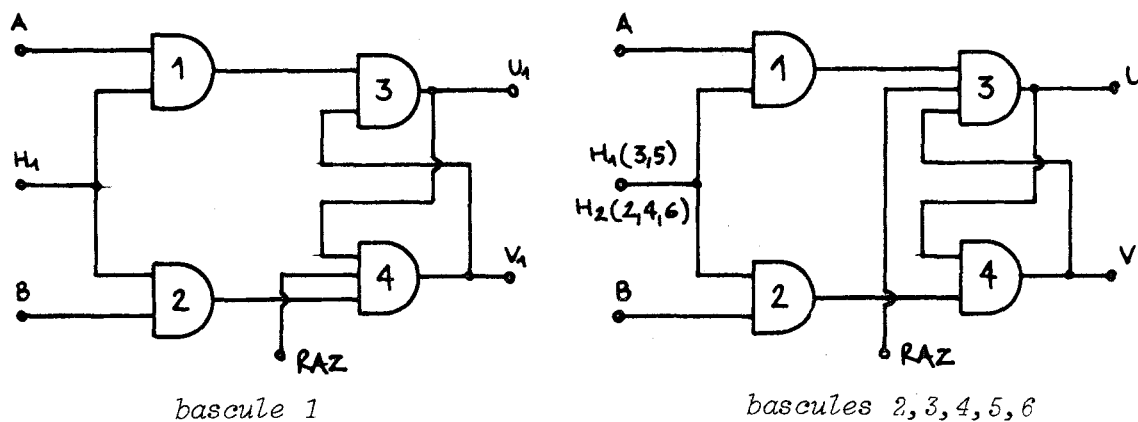 A
1
3
U1
H1
B
2
4
V1
RAZ
bascule 1
A
1
3
U
H1(3,5)
H2(2,4,6)
B
2
4
V
RAZ
bascules 2,3,4,5,6